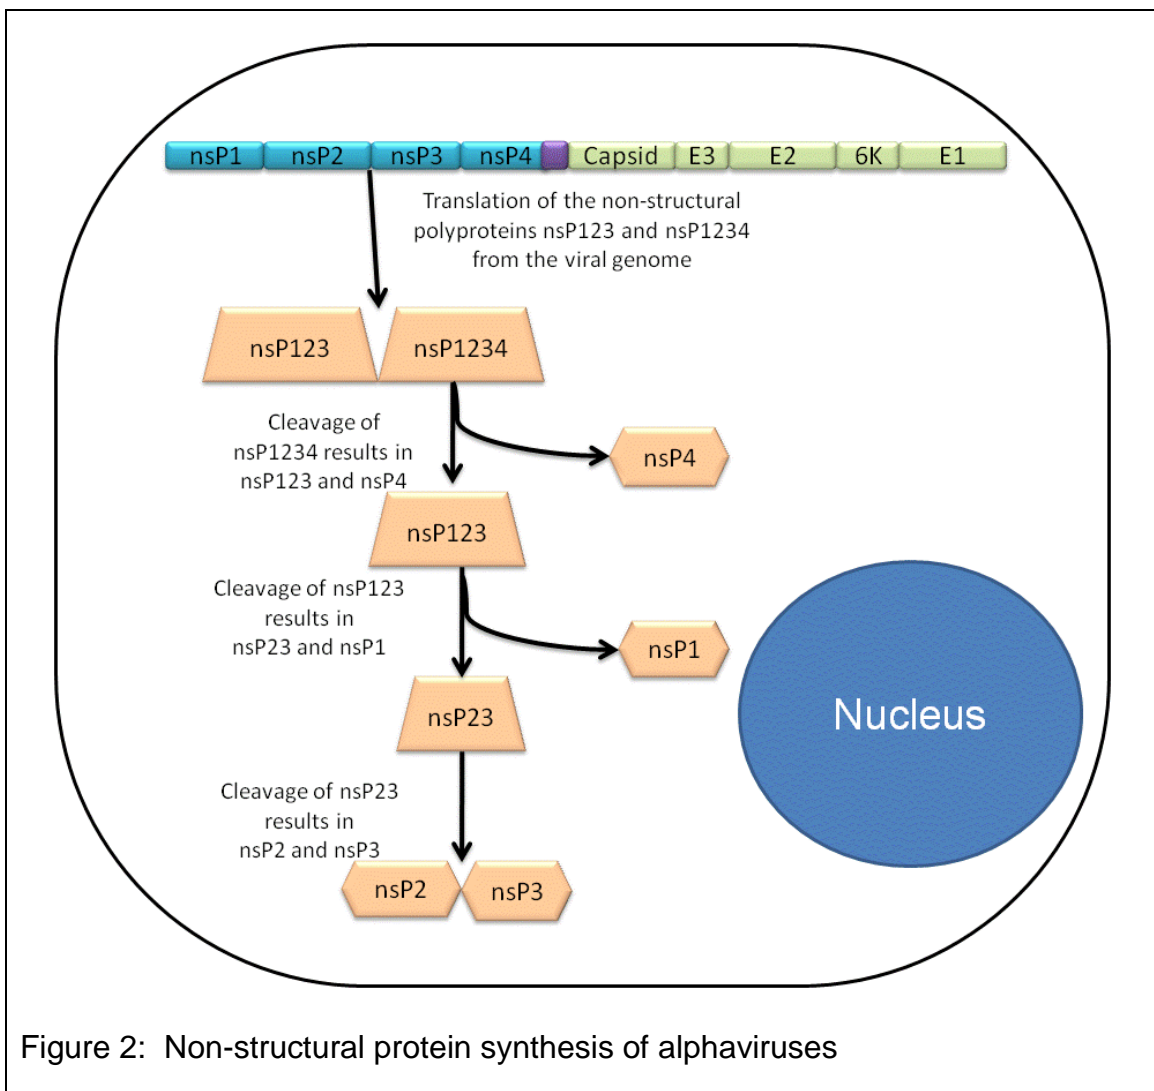 nsP1 nsP2 nsP3 nsP4 Capsid E3 E2 6K E1
Translation of the non-structural
polyproteins nsP123 and nsP1234
from the viral genome
nsP123 nsP1234
Cleavage of
nsP1234 results in
nsP123 and nsP4
nsP4
nsP123
Cleavage of nsP123
results in
nsP23 and nsP1
nsP1
nsP23
Nucleus
Cleavage of nsP23
results in
nsP2 and nsP3
nsP2 nsP3
Figure 2: Non-structural protein synthesis of alphaviruses